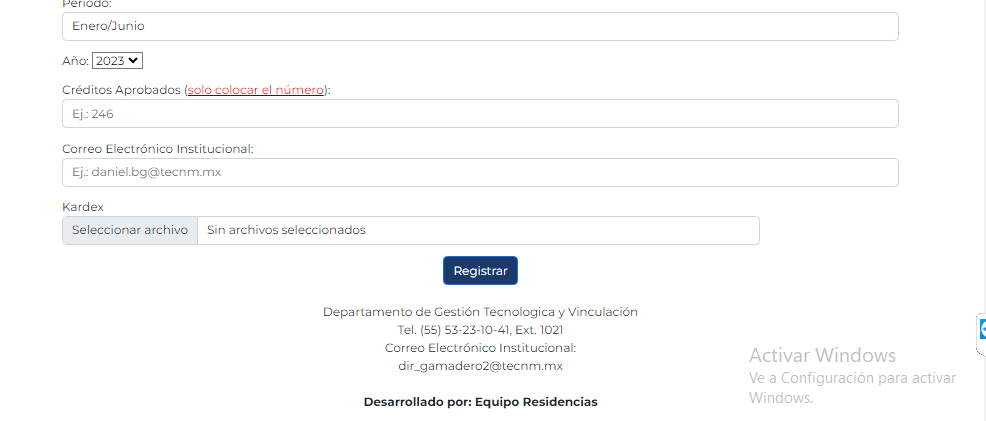 Período:
Enero/Junio
Año: 2023
Créditos Aprobados (solo colocar el número):
Ej.: 246
Correo Electrónico Institucional:
Ej.: daniel.bg@tecnm.mx
Kardex
Seleccionar archivo Sin archivos seleccionados
Registrar
Departamento de Gestión Tecnologica y Vinculación
Tel. (55) 53-23-10-41, Ext. 1021
Correo Electrónico Institucional:
dir_gamadero2@tecnm.mx
Desarrollado por: Equipo Residencias
Activar Windows
Ve a Configuración para activar
Windows.